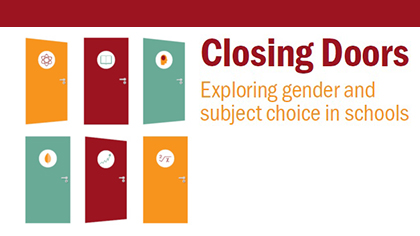 Closing Doors
Exploring gender and
subject choice in schools